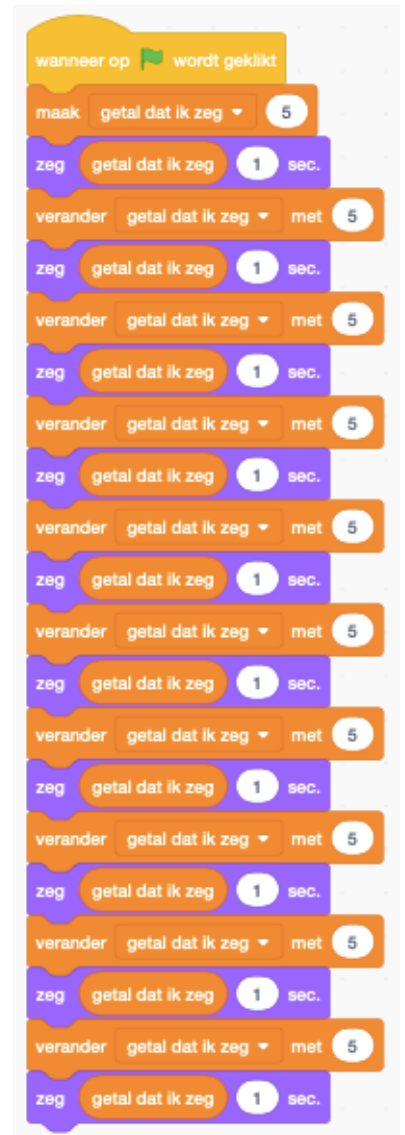 wanneer op wordt geklikt
maak getal dat ik zeg 5
zeg getal dat ik zeg 1 sec.
verander getal dat ik zeg met 5
zeg getal dat ik zeg 1 sec.
verander getal dat ik zeg met 5
zeg getal dat ik zeg 1 sec.
verander getal dat ik zeg met 5
zeg getal dat ik zeg 1 sec.
verander getal dat ik zeg met 5
zeg getal dat ik zeg 1 sec.
verander getal dat ik zeg met 5
zeg getal dat ik zeg 1 sec.
verander getal dat ik zeg met 5
zeg getal dat ik zeg 1 sec.
verander getal dat ik zeg met 5
zeg getal dat ik zeg 1 sec.
verander getal dat ik zeg met 5
zeg getal dat ik zeg 1 sec.
verander getal dat ik zeg met 5
zeg getal dat ik zeg 1 sec.